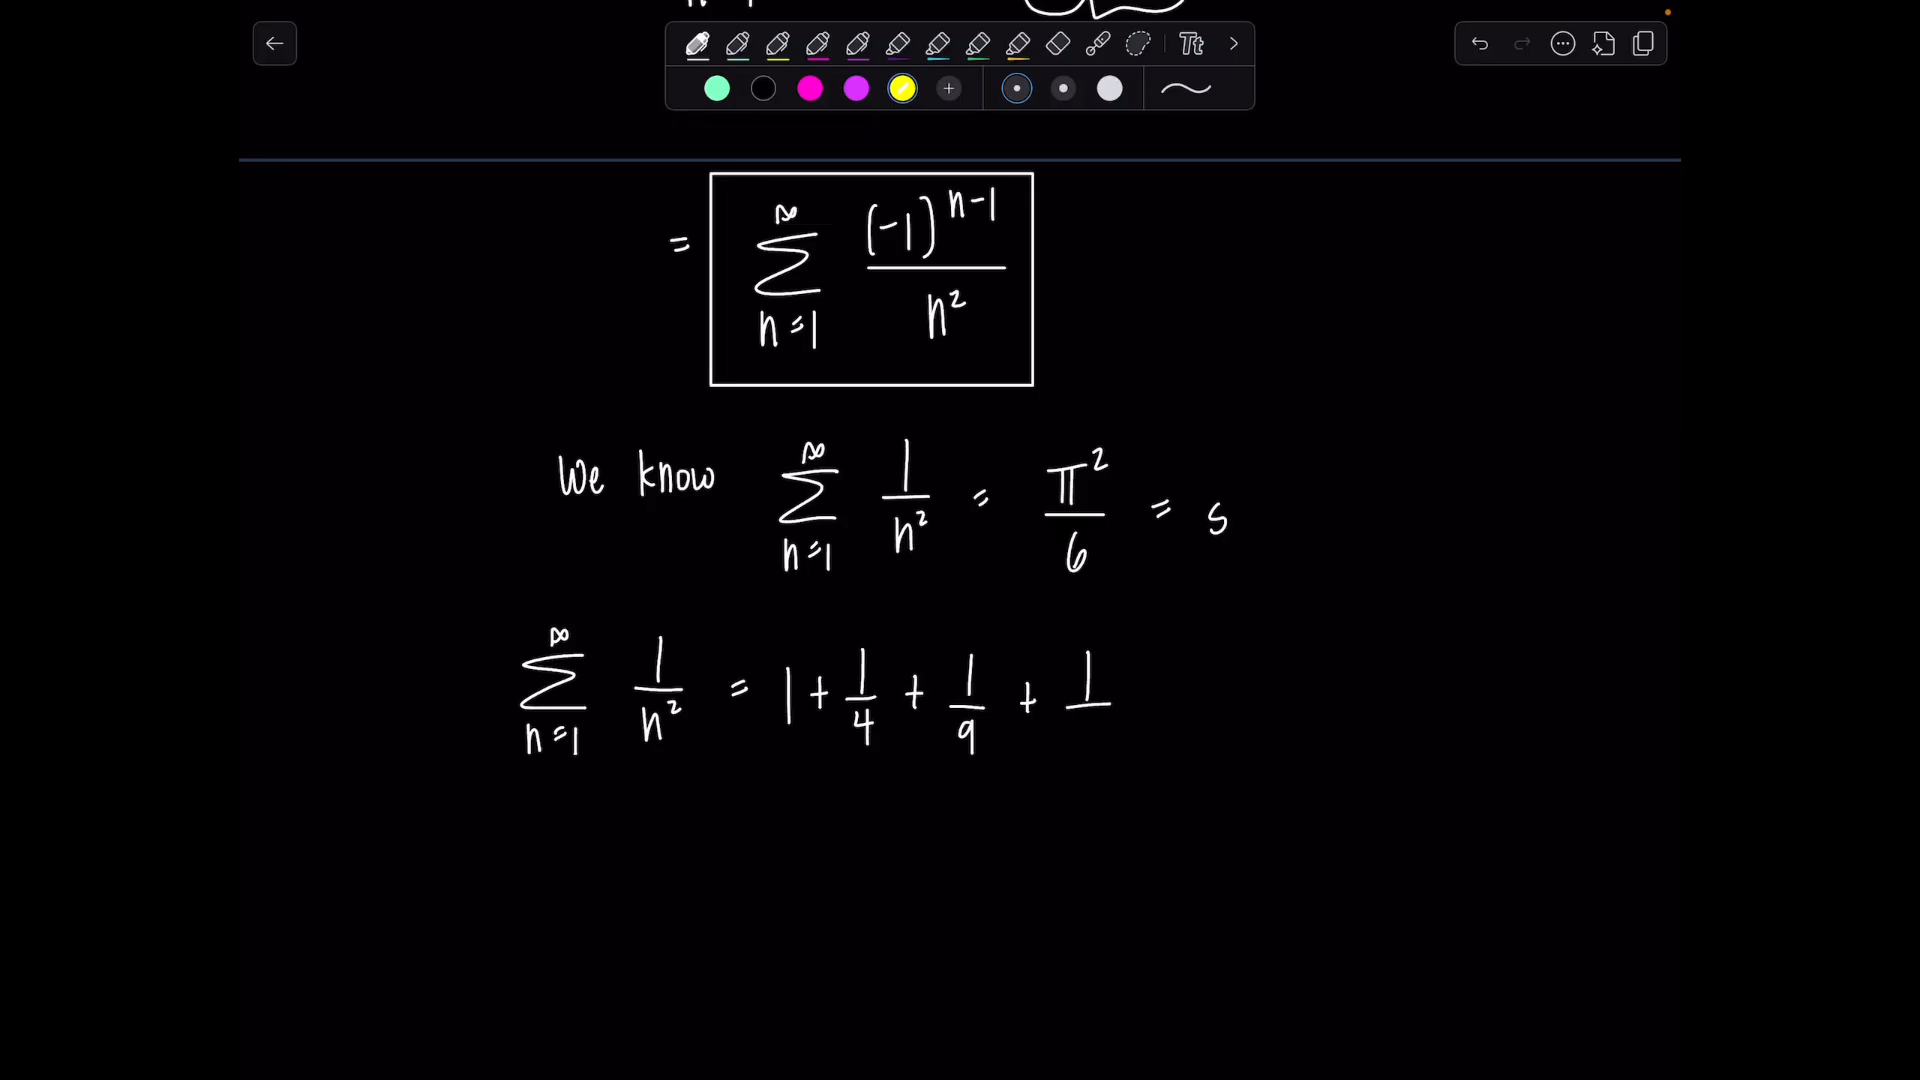 Tt
= ∞ Σ n=1 (-1)^{n-1} / n²
We know ∞ Σ n=1 1/n² = π²/6 = s
∞ Σ n=1 1/n² = 1 + 1/4 + 1/9 + 1/